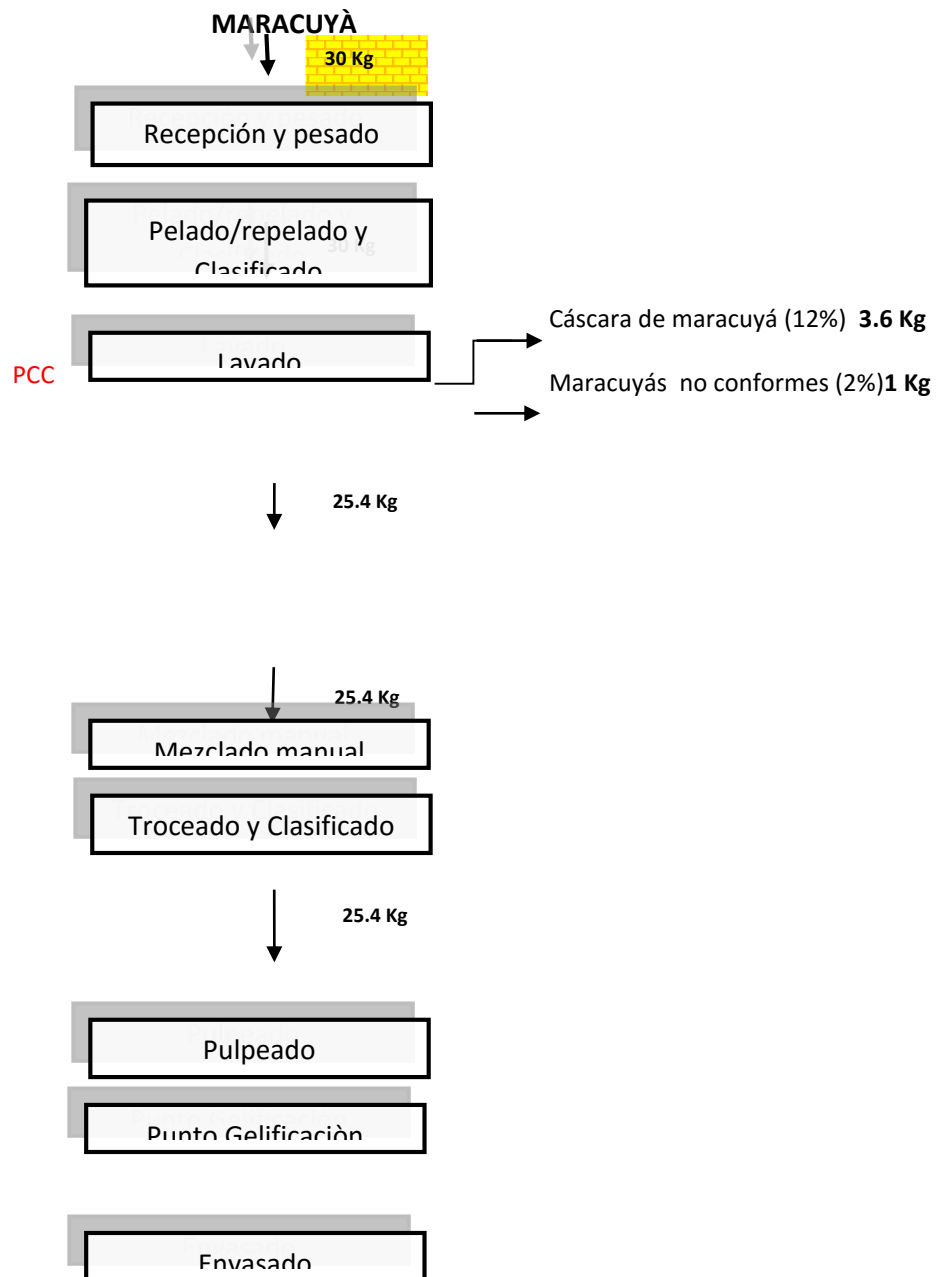 MARACUYÀ
30 Kg
Recepción y pesado
Pelado/repelado y
Clasificado
30 Kg
Cáscara de maracuyá (12%) 3.6 Kg
Lavado
PCC
Maracuyás no conformes (2%)1 Kg
25.4 Kg
25.4 Kg
Mezclado manual
Troceado y Clasificado
25.4 Kg
Pulpeado
Punto Gelificaciòn
Envasado